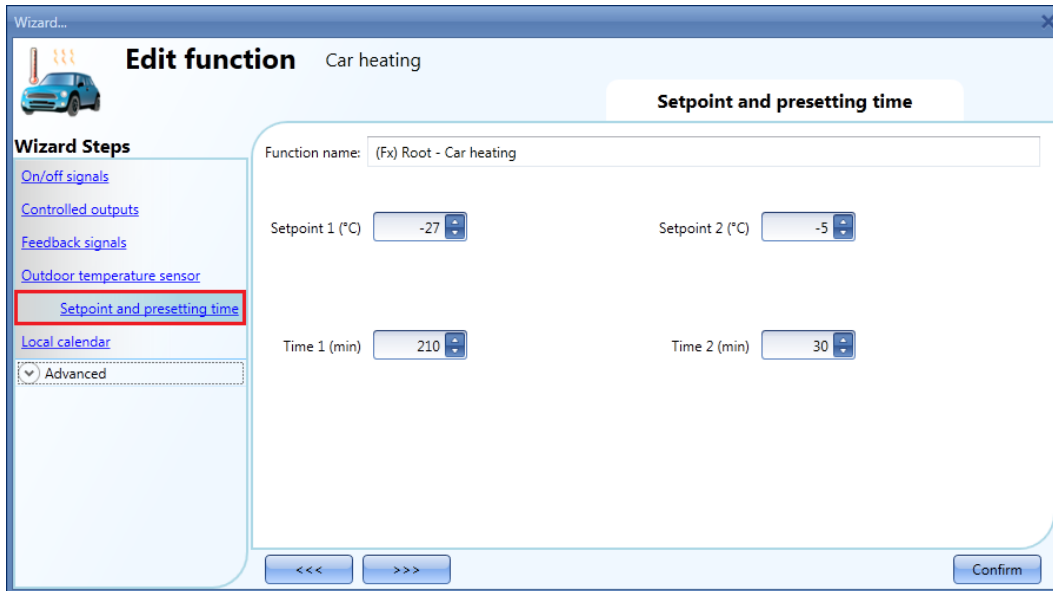 Wizard...
Edit function Car heating
Setpoint and presetting time
Wizard Steps
On/off signals
Controlled outputs
Feedback signals
Outdoor temperature sensor
Setpoint and presetting time
Local calendar
Advanced
Function name: (Fx) Root - Car heating
Setpoint 1 (°C) -27 Setpoint 2 (°C) -5
Time 1 (min) 210 Time 2 (min) 30
<<< >>> Confirm